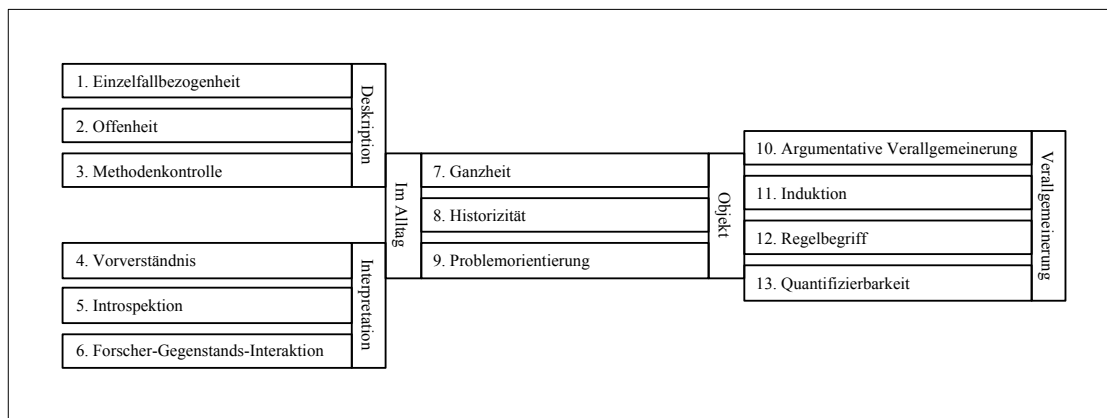 1. Einzelfallbezogenheit
2. Offenheit
3. Methodenkontrolle
Deskription
4. Vorverständnis
5. Introspektion
6. Forscher-Gegenstands-Interaktion
Interpretation
Im Alltag
7. Ganzheit
8. Historizität
9. Problemorientierung
Objekt
10. Argumentative Verallgemeinerung
11. Induktion
12. Regelbegriff
13. Quantifizierbarkeit
Verallgemeinerung